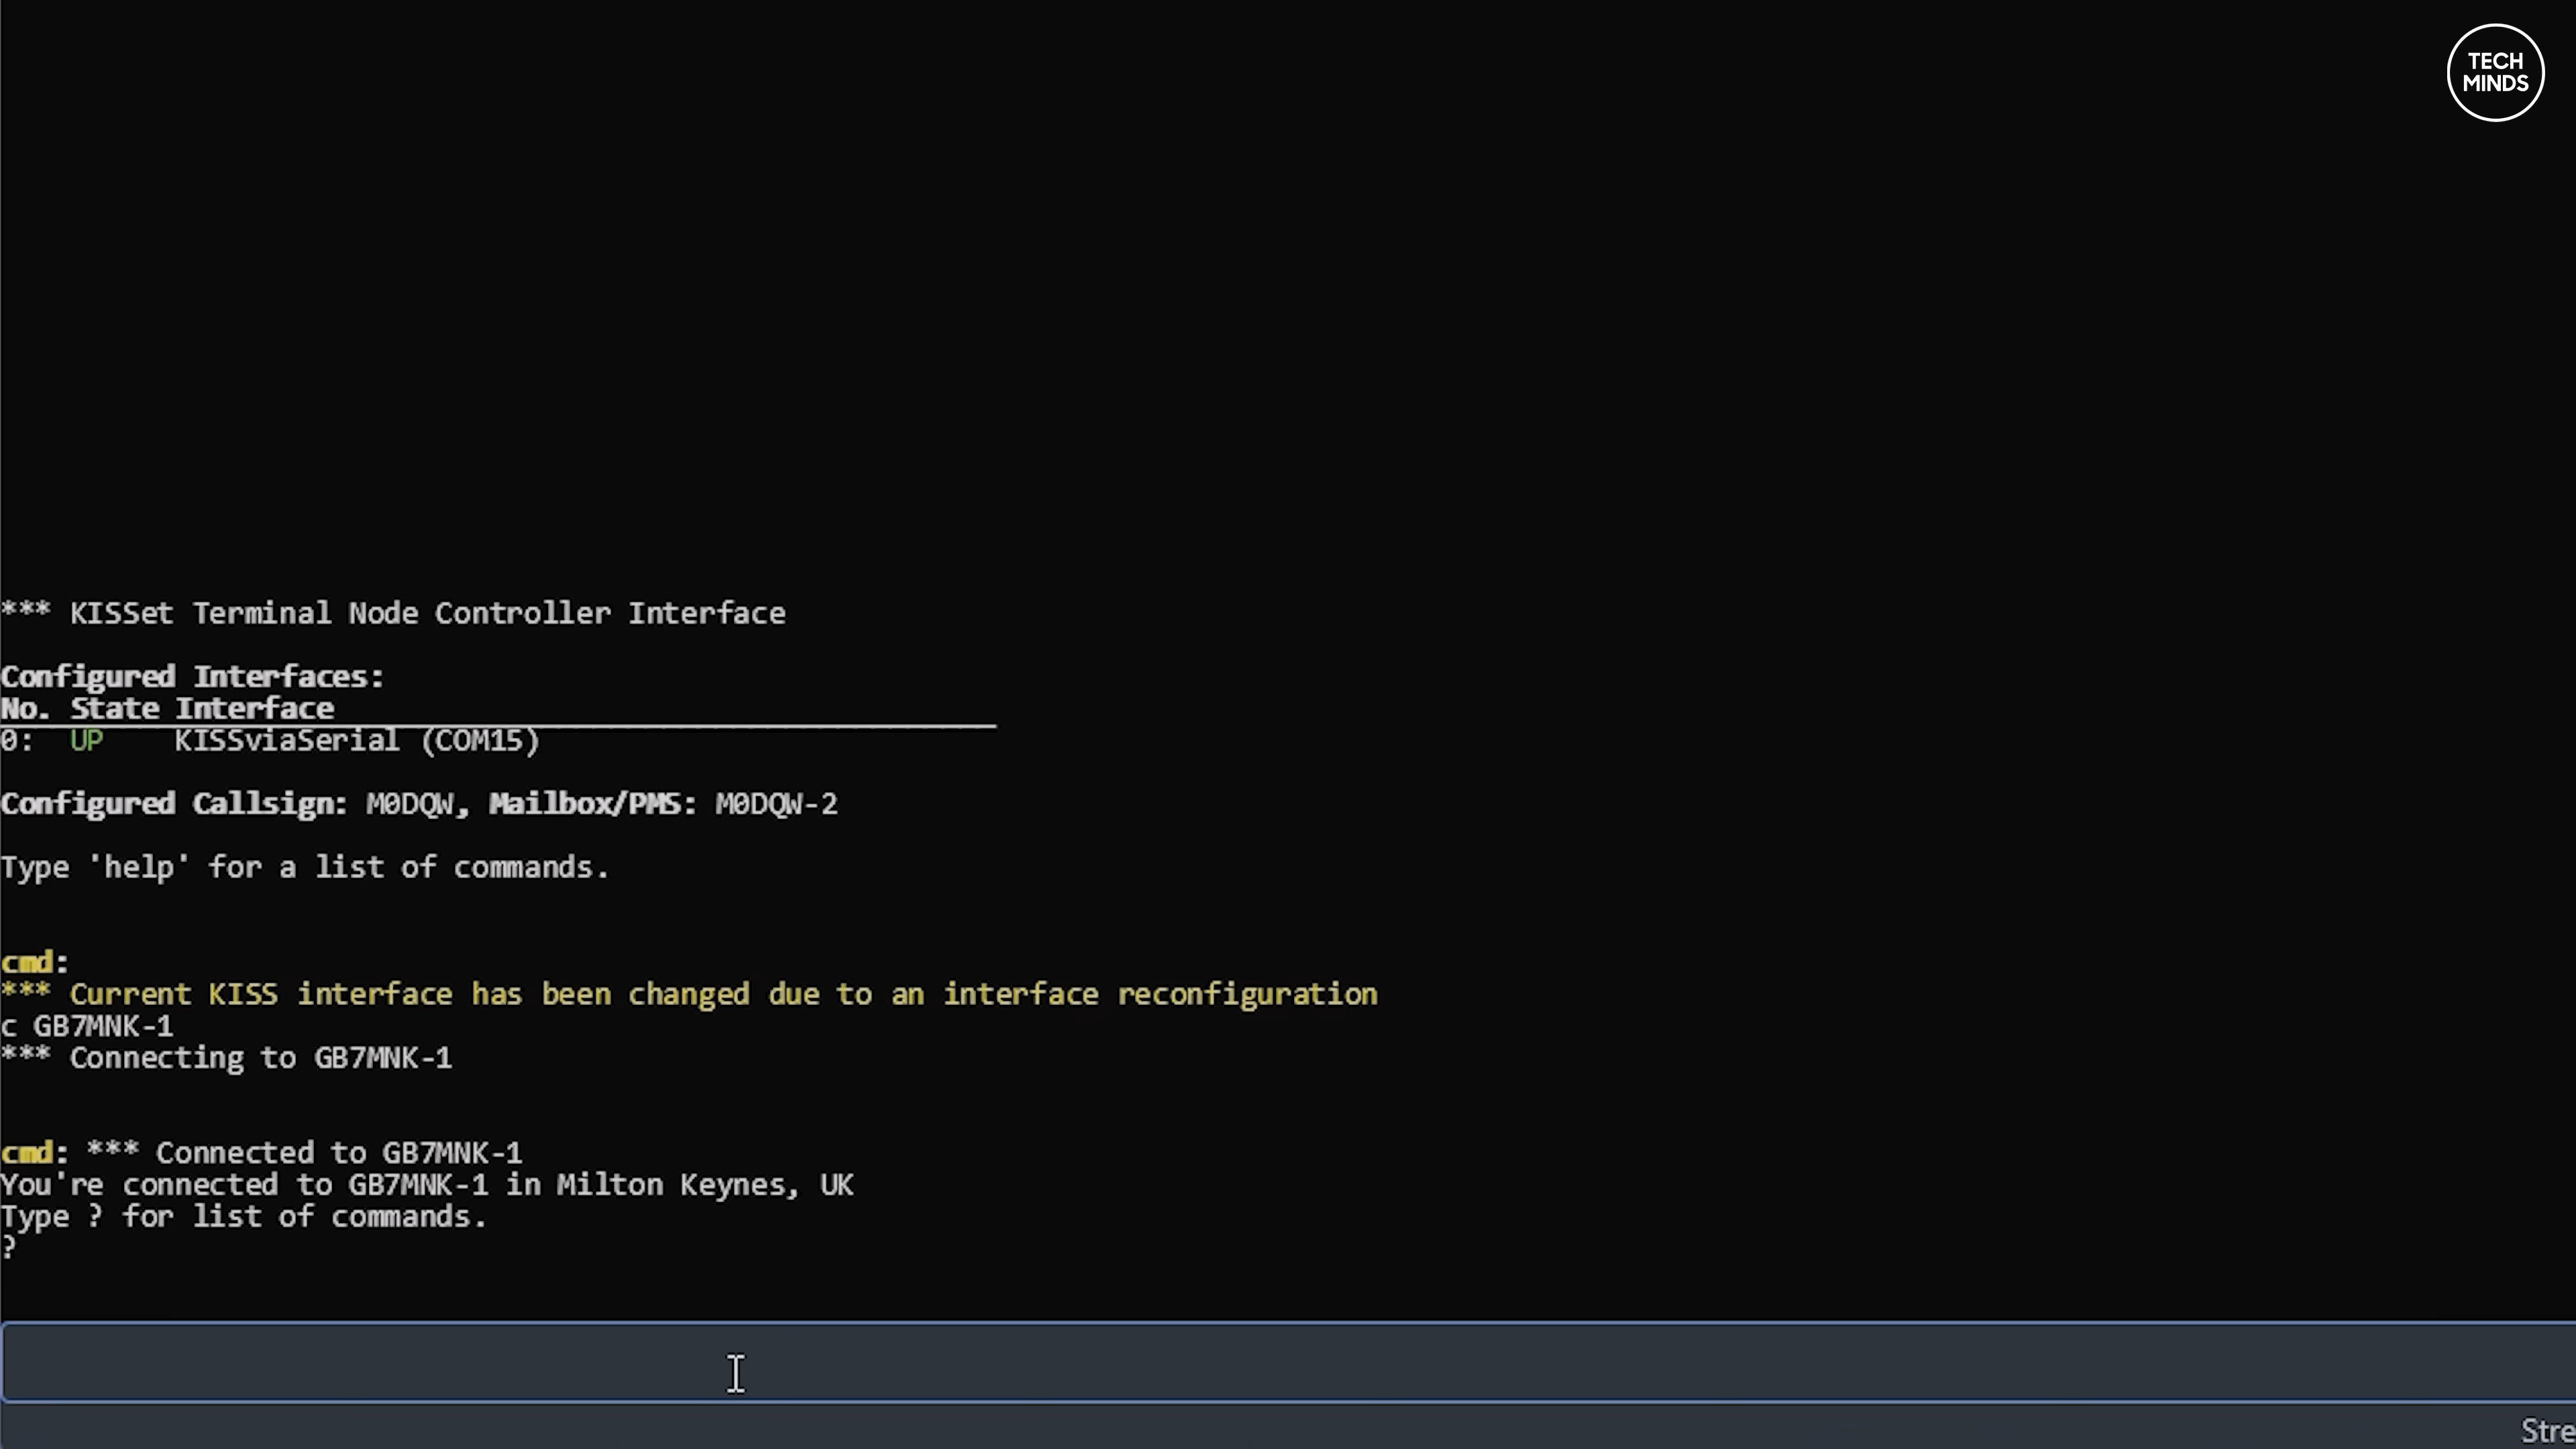 TECH
MINDS
*** KISSet Terminal Node Controller Interface
Configured Interfaces:
No. State Interface
0: UP KISSviaSerial (COM15)
Configured Callsign: M0DQW, Mailbox/PMS: M0DQW-2
Type 'help' for a list of commands.
cmd:
*** Current KISS interface has been changed due to an interface reconfiguration
c GB7MNK-1
*** Connecting to GB7MNK-1
cmd: *** Connected to GB7MNK-1
You're connected to GB7MNK-1 in Milton Keynes, UK
Type ? for list of commands.
?